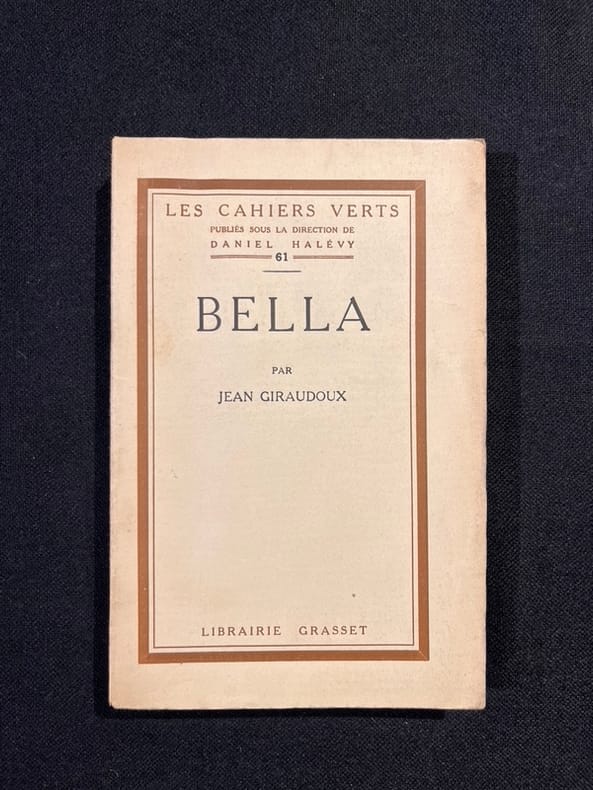 LES CAHIERS VERTS
PUBLIÉS SOUS LA DIRECTION DE
DANIEL HALÉVY
61
BELLA
PAR
JEAN GIRAUDOUX
LIBRAIRIE GRASSET